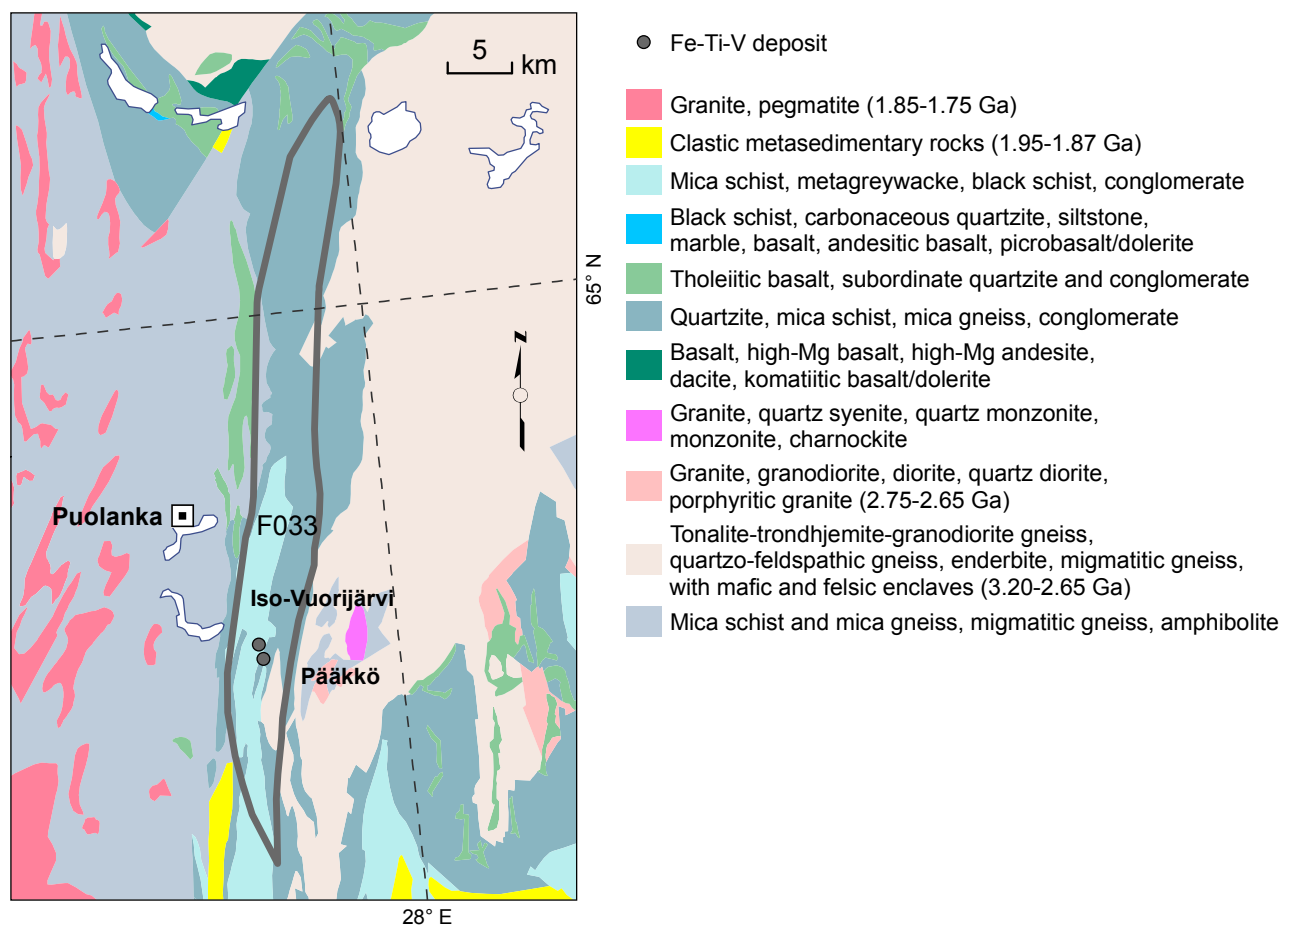 5
km
65° N
z
Puolanka
F033
Iso-Vuorijärvi
Pääkkö
28° E
Fe-Ti-V deposit
Granite, pegmatite (1.85-1.75 Ga)
Clastic metasedimentary rocks (1.95-1.87 Ga)
Mica schist, metagreywacke, black schist, conglomerate
Black schist, carbonaceous quartzite, siltstone,
marble, basalt, andesitic basalt, picrobasalt/dolerite
Tholeiitic basalt, subordinate quartzite and conglomerate
Quartzite, mica schist, mica gneiss, conglomerate
Basalt, high-Mg basalt, high-Mg andesite,
dacite, komatiitic basalt/dolerite
Granite, quartz syenite, quartz monzonite,
monzonite, charnockite
Granite, granodiorite, diorite, quartz diorite,
porphyritic granite (2.75-2.65 Ga)
Tonalite-trondhjemite-granodiorite gneiss,
quartzo-feldspathic gneiss, enderbite, migmatitic gneiss,
with mafic and felsic enclaves (3.20-2.65 Ga)
Mica schist and mica gneiss, migmatitic gneiss, amphibolite